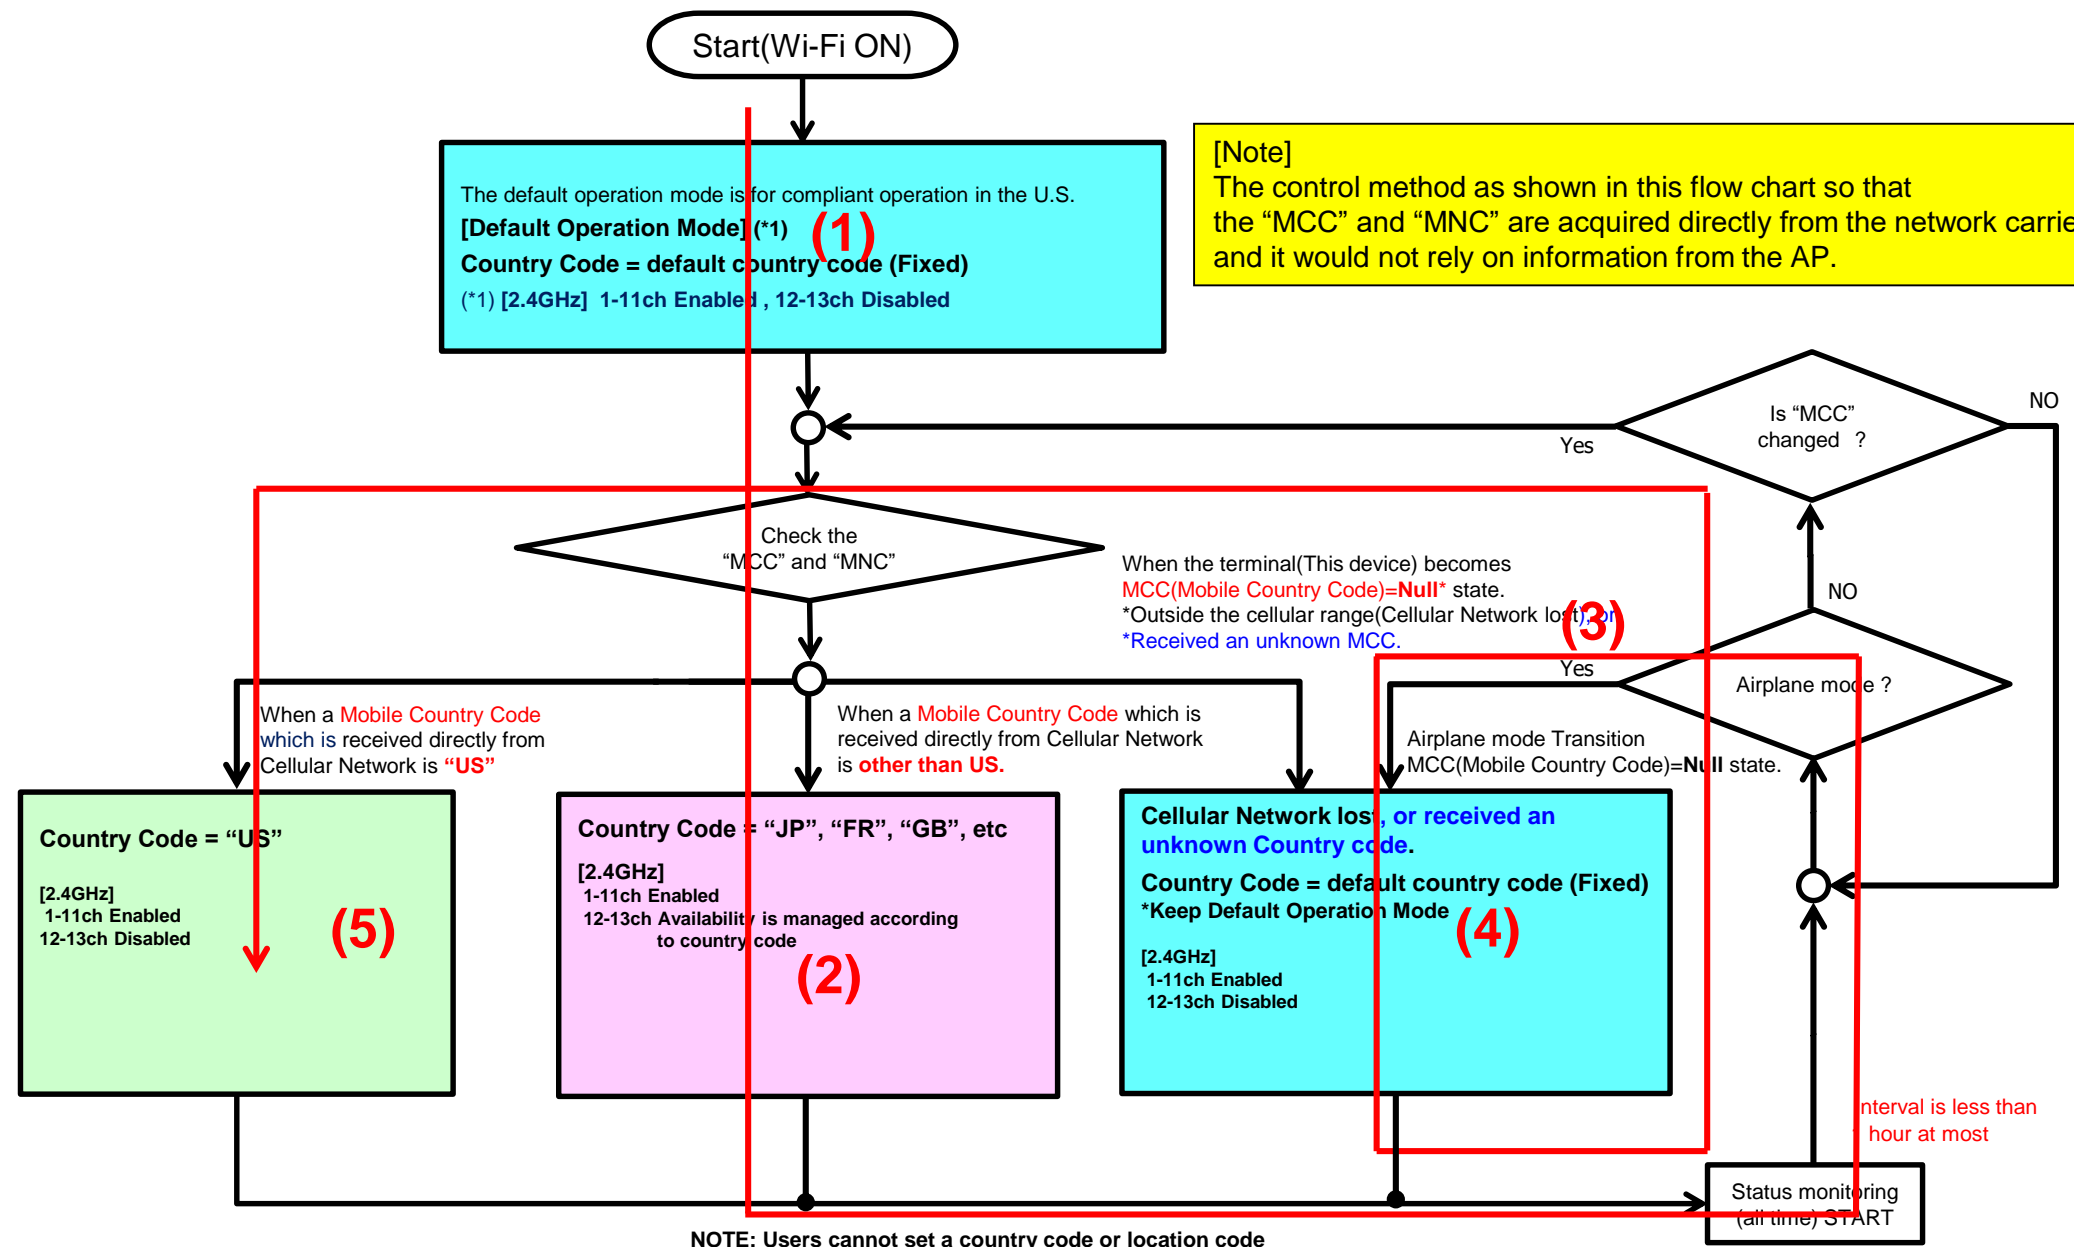 Start(Wi-Fi ON)
The default operation mode is for compliant operation in the U.S.
[Default Operation Mode] (*1)
(1)
Country Code = default country code (Fixed)
(*1) [2.4GHz] 1-11ch Enabled , 12-13ch Disabled
[Note]
The control method as shown in this flow chart so that
the “MCC” and “MNC” are acquired directly from the network carrie
and it would not rely on information from the AP.
Is “MCC”
changed ?
NO
Yes
Check the
“MCC” and “MNC”
When the terminal(This device) becomes
MCC(Mobile Country Code)=Null* state.
*Outside the cellular range(Cellular Network lost), or
*Received an unknown MCC.
(3)
NO
Yes
Airplane mode ?
When a Mobile Country Code
which is received directly from
Cellular Network is “US”
When a Mobile Country Code which is
received directly from Cellular Network
is other than US.
Airplane mode Transition
MCC(Mobile Country Code)=Null state.
Country Code = “US”
[2.4GHz]
1-11ch Enabled
12-13ch Disabled
(5)
Country Code = “JP”, “FR”, “GB”, etc
[2.4GHz]
1-11ch Enabled
12-13ch Availability is managed according
to country code
(2)
Cellular Network lost, or received an
unknown Country code.
Country Code = default country code (Fixed)
*Keep Default Operation Mode
(4)
[2.4GHz]
1-11ch Enabled
12-13ch Disabled
nterval is less than
hour at most
Status monitoring
(all time) START
NOTE: Users cannot set a country code or location code